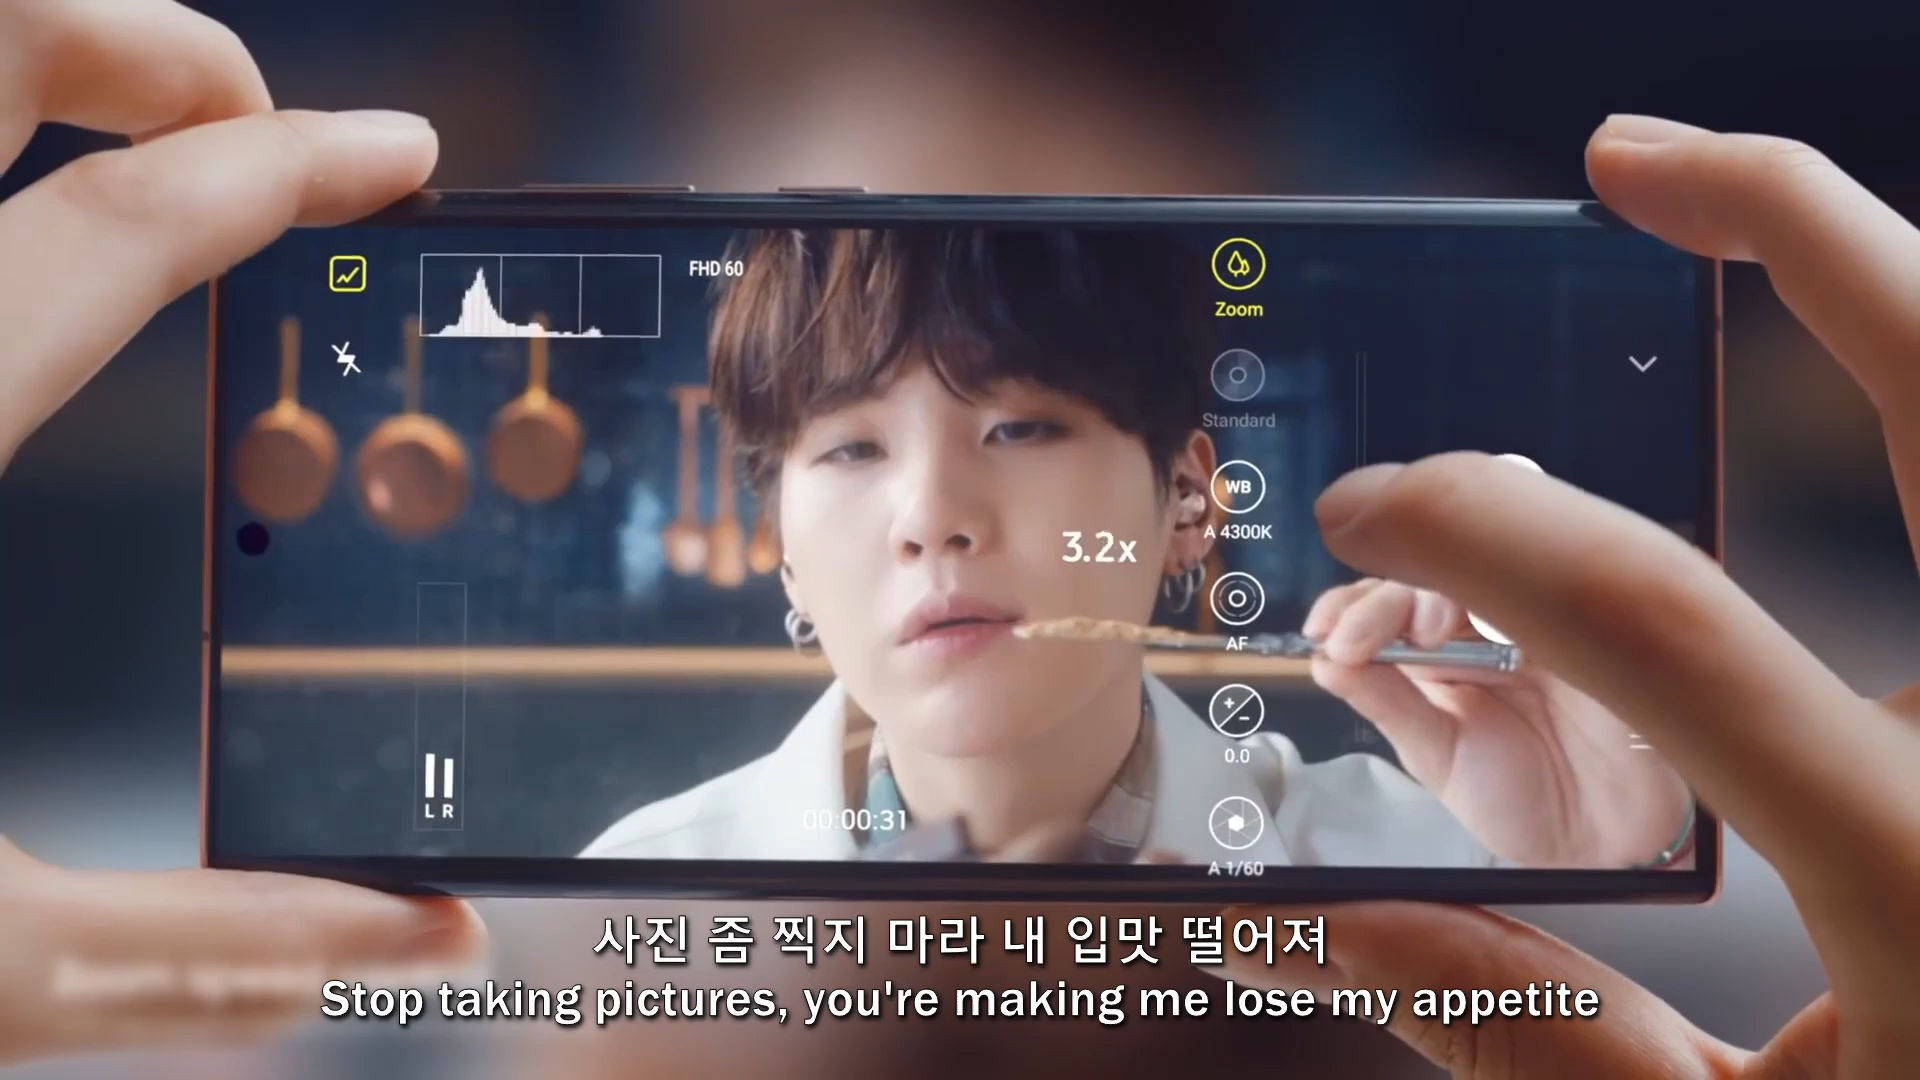 FHD 60
Zoom
Standard
WB
A 4300K
3.2x
AF
0.0
L R
00:00:31
A 1/60
사진 좀 찍지 마라 내 입맛 떨어져
Stop taking pictures, you're making me lose my appetite